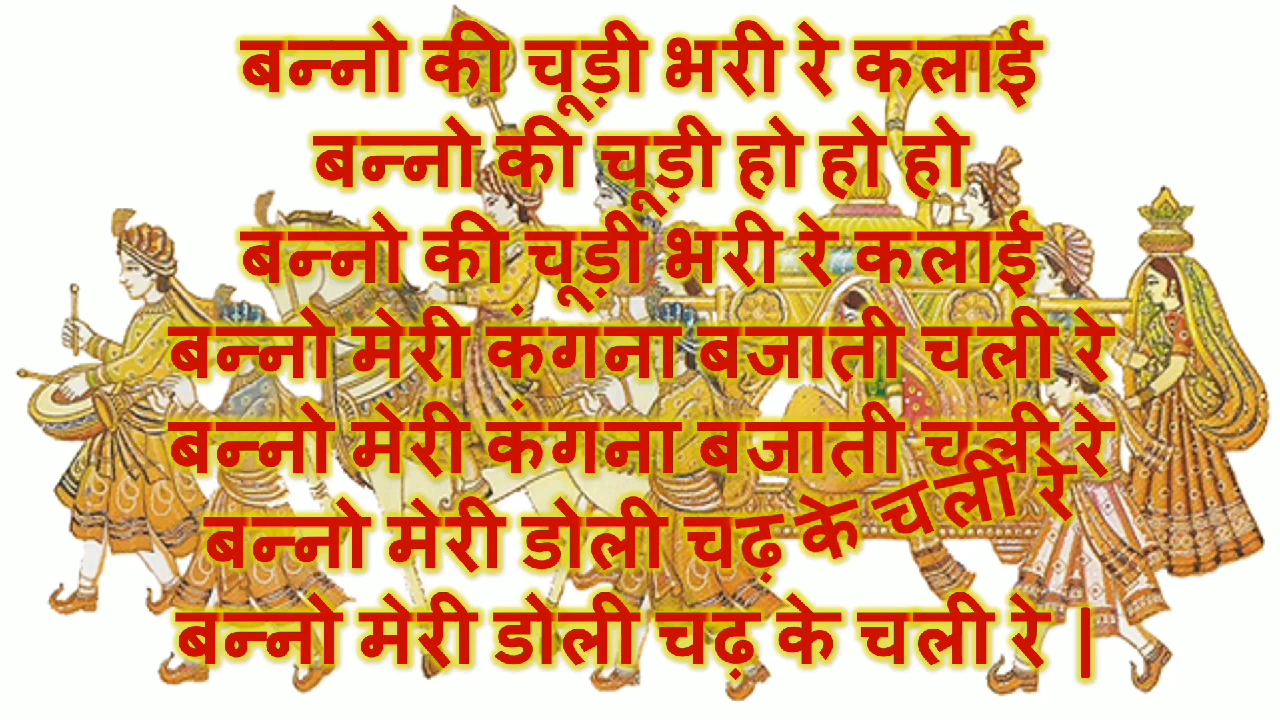 बन्नो की चूड़ी भरी रे कलाई
बन्नो की चूड़ी हो हो हो
बन्नो की चूड़ी भरी रे कलाई
बन्नो मेरी कंगना बजाती चली रे
बन्नो मेरी कंगना बजाती चली रे
बन्नो मेरी डोली चढ़ के चली रे
बन्नो मेरी डोली चढ़ के चली रे |